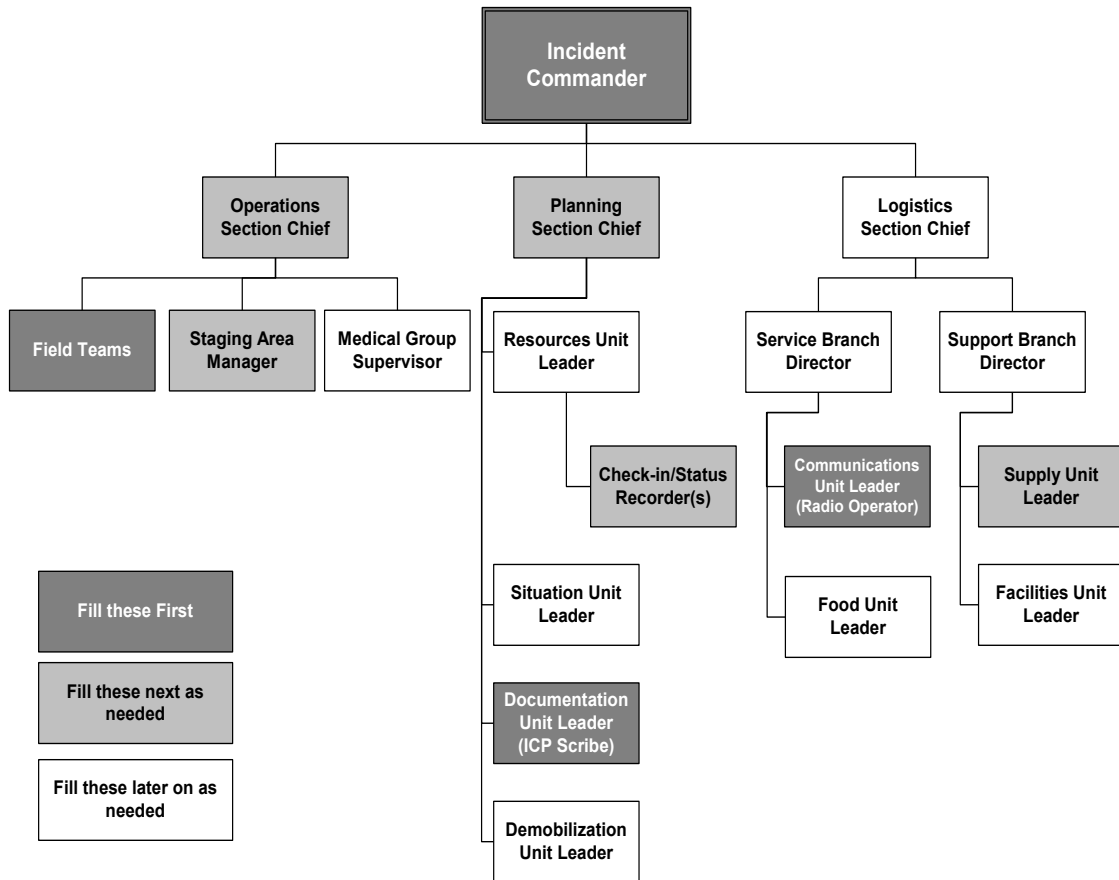 Incident
Commander
Operations
Section Chief
Planning
Section Chief
Logistics
Section Chief
Field Teams
Staging Area
Manager
Medical Group
Supervisor
Resources Unit
Leader
Service Branch
Director
Support Branch
Director
Check-in/Status
Recorder(s)
Communications
Unit Leader
(Radio Operator)
Supply Unit
Leader
Fill these First
Situation Unit
Leader
Food Unit
Leader
Facilities Unit
Leader
Fill these next as
needed
Documentation
Unit Leader
(ICP Scribe)
Fill these later on as
needed
Demobilization
Unit Leader